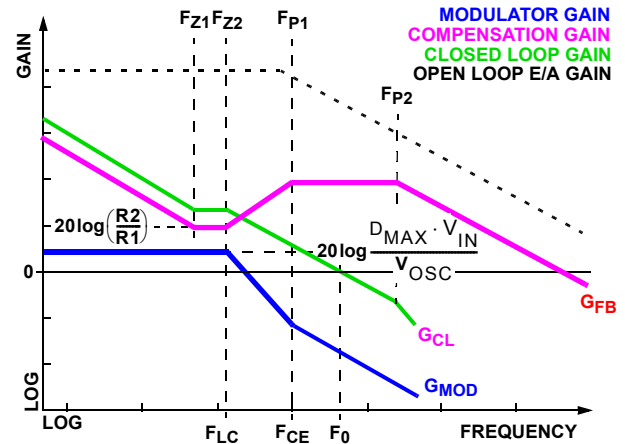 MODULATOR GAIN
COMPENSATION GAIN
CLOSED LOOP GAIN
OPEN LOOP E/A GAIN
FZ1 FZ2 FP1
FP2
GAIN
20log(R2/R1)
20log DMAX · VIN / VOSC
0
GFB
GCL
GMOD
LOG
LOG
FLC FCE F0 FREQUENCY